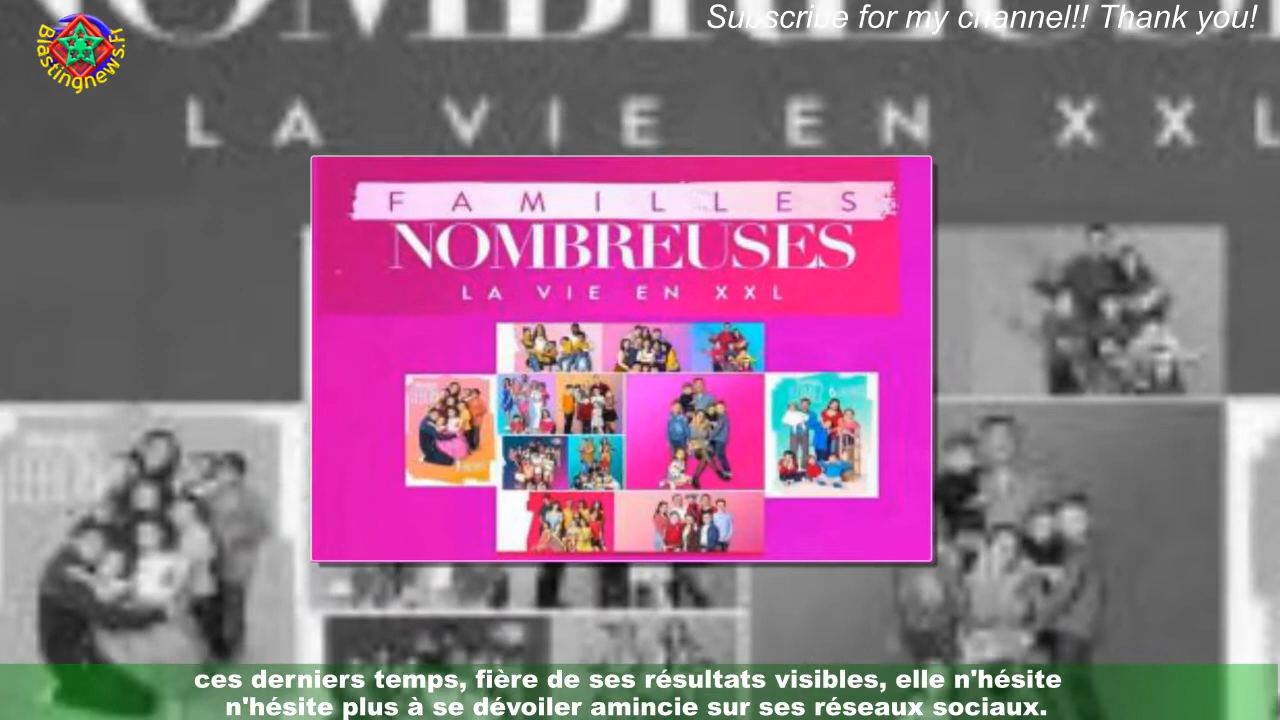 Subscribe for my channel!! Thank you!
Blastingnews.fr
LA VIE EN XXL
FAMILLES
NOMBREUSES
LA VIE EN XXL
ces derniers temps, fière de ses résultats visibles, elle n'hésite
n'hésite plus à se dévoiler amincie sur ses réseaux sociaux.